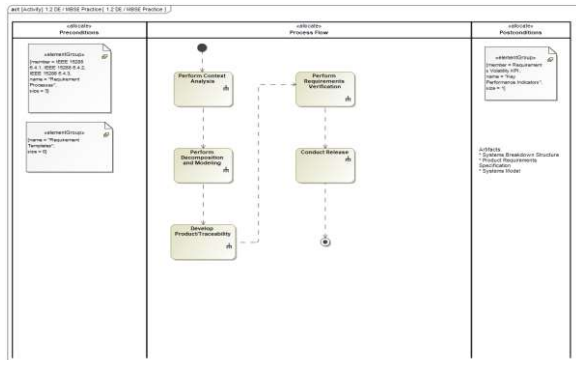 act [Activity] 1.2 DE / MBSE Practice[ 1.2 DE / MBSE Practice ]
«allocate»
Preconditions
«allocate»
Process Flow
«allocate»
Postconditions
«elementGroup»
{member = IEEE 15288
6.4.1, IEEE 15288 6.4.2,
IEEE 15288 6.4.3,
name = "Requirement
Processes",
size = 3}
«elementGroup»
{name = "Requirement
Templates",
size = 0}
Perform Context
Analysis
Perform
Decomposition
and Modeling
Develop
Product/Traceability
Perform
Requirements
Verification
Conduct Release
«elementGroup»
{member = Requirement
s Volatility KPI,
name = "Key
Performance Indicators",
size = 1}
Artifacts
* Systems Breakdown Structure
* Product Requirements
Specification
* Systems Model